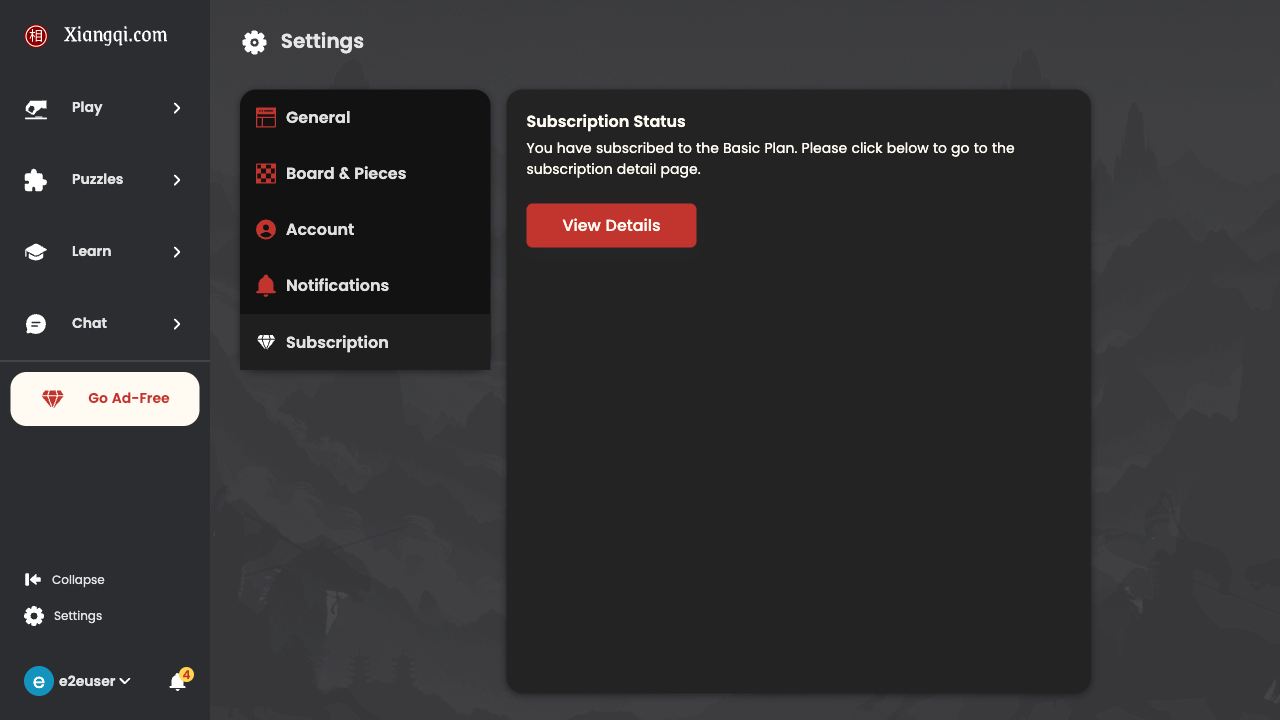 相 Xiangqi.com
Play
Puzzles
Learn
Chat
Go Ad-Free
Collapse
Settings
e e2euser
4
Settings
General
Board & Pieces
Account
Notifications
Subscription
Subscription Status
You have subscribed to the Basic Plan. Please click below to go to the
subscription detail page.
View Details